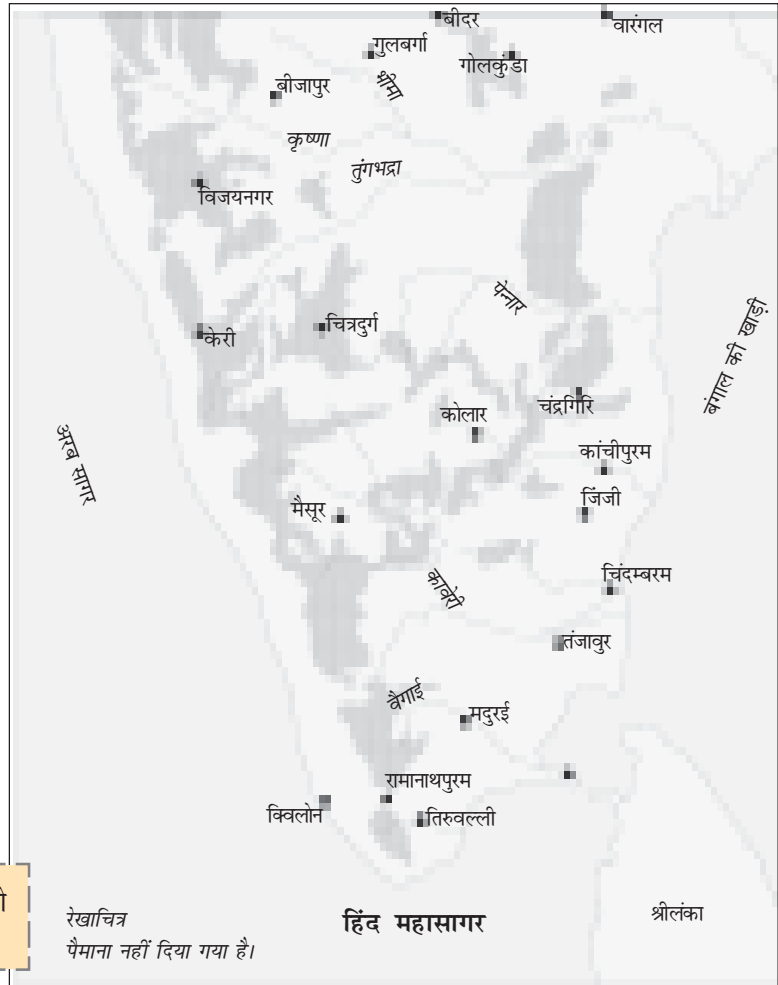 बीदर
वारंगल
गुलबर्गा
गोलकुंडा
भीमा
बीजापुर
कृष्णा
तुंगभद्रा
विजयनगर
पेन्नार
बंगाल की खाड़ी
केरी
चित्रदुर्ग
चंद्रगिरि
कोलार
अरब सागर
कांचीपुरम
जिंजी
मैसूर
कावेरी
चिंदम्बरम
तंजावुर
वैगाई
मदुरई
रामानाथपुरम
क्विलोन
तिरुवल्ली
रेखाचित्र
हिंद महासागर
श्रीलंका
पैमाना नहीं दिया गया है।